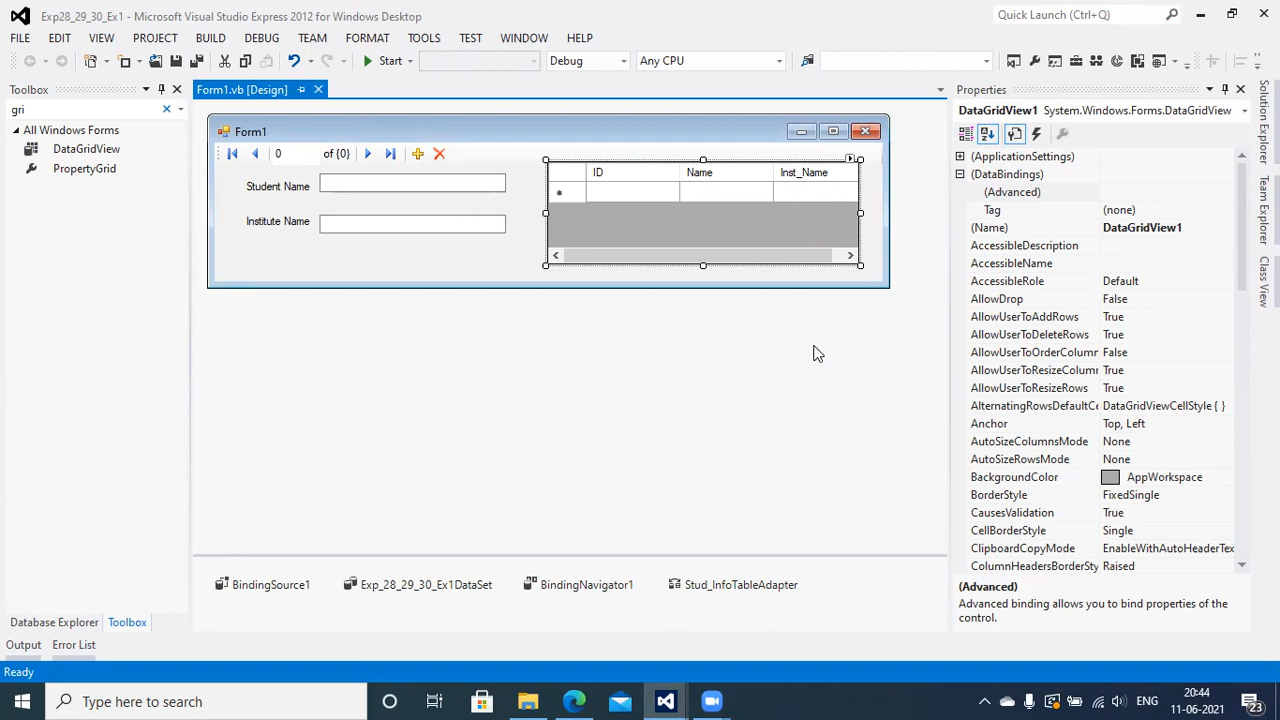 Exp28_29_30_Ex1 - Microsoft Visual Studio Express 2012 for Windows Desktop
Quick Launch (Ctrl+Q)
FILE EDIT VIEW PROJECT BUILD DEBUG TEAM FORMAT TOOLS TEST WINDOW HELP
Start Debug Any CPU
Toolbox
gri
All Windows Forms
DataGridView
PropertyGrid
Database Explorer Toolbox
Form1.vb [Design]
Form1
0 of {0}
Student Name
Institute Name
ID Name Inst_Name
BindingSource1 Exp_28_29_30_Ex1DataSet BindingNavigator1 Stud_InfoTableAdapter
Properties
DataGridView1 System.Windows.Forms.DataGridView
(ApplicationSettings)
(DataBindings)
(Advanced)
Tag (none)
(Name) DataGridView1
AccessibleDescription
AccessibleName
AccessibleRole Default
AllowDrop False
AllowUserToAddRows True
AllowUserToDeleteRows True
AllowUserToOrderColumn False
AllowUserToResizeColum True
AllowUserToResizeRows True
AlternatingRowsDefaultCe DataGridViewCellStyle { }
Anchor Top, Left
AutoSizeColumnsMode None
AutoSizeRowsMode None
BackgroundColor AppWorkspace
BorderStyle FixedSingle
CausesValidation True
CellBorderStyle Single
ClipboardCopyMode EnableWithAutoHeaderTex
ColumnHeadersBorderSty Raised
(Advanced)
Advanced binding allows you to bind properties of the
control.
Solution Explorer
Team Explorer
Class View
Output Error List
Ready
Type here to search
ENG
20:44
11-06-2021
23